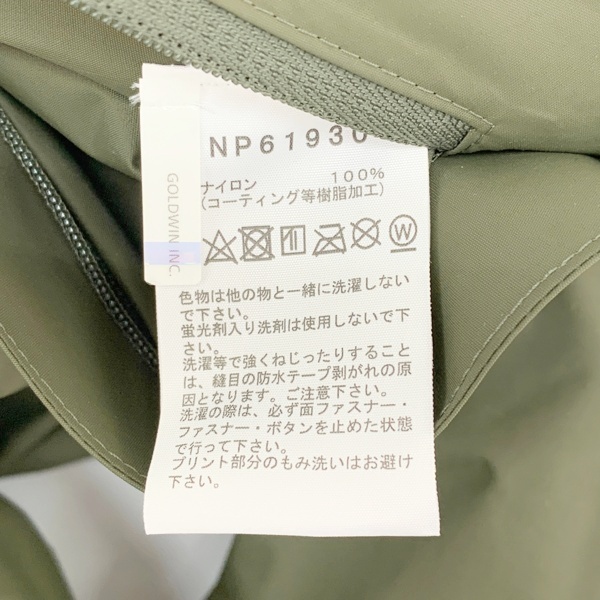 NP61930
ナイロン 100%
(コーティング等樹脂加工)
W
色物は他の物と一緒に洗濯しない
で下さい。
蛍光剤入り洗剤は使用しないで下
さい。
洗濯等で強くねじったりすること
は、縫目の防水テープ剥がれの原
因となります。ご注意下さい。
洗濯の際は、必ず面ファスナー・
ファスナー・ボタンを止めた状態
で行って下さい。
プリント部分のもみ洗いはお避け
下さい。
GOLDWIN INC.